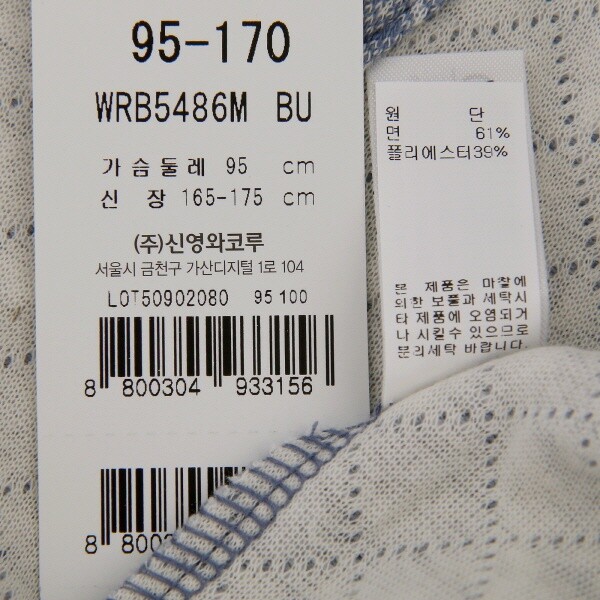 95-170
WRB5486M BU
가슴둘레 95 cm
신 장 165-175 cm
(주)신영와코루
서울시 금천구 가산디지털 1로 104
LOT50902080 95 100
8 800304 933156
8 800
원 단
면 61%
폴리에스터39%
본 제품은 마찰에
의한 보풀과 세탁시
타 제품에 오염되거
나 시킬수 있으므로
분리세탁 바랍니다.